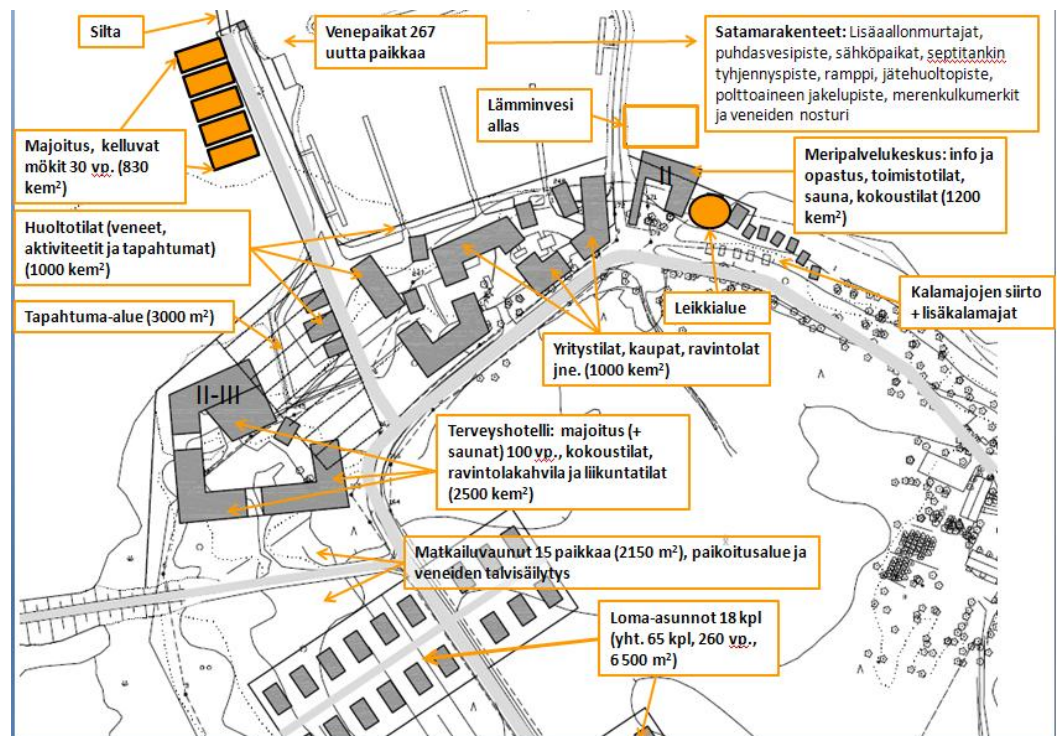 Silta
Venepaikat 267
uutta paikkaa
Satamarakenteet: Lisäaallonmurtajat,
puhdasvesipiste, sähköpaikat, septitankin
tyhjennyspiste, ramppi, jätehuoltopiste,
polttoaineen jakelupiste, merenkulkumerkit
ja veneiden nosturi
Lämminvesi
allas
Majoitus, kelluvat
mökit 30 vp. (830
kem²)
II
Meripalvelukeskus: info ja
opastus, toimistotilat,
sauna, kokoustilat (1200
kem²)
Huoltotilat (veneet,
aktiviteetit ja tapahtumat)
(1000 kem²)
Kalamajojen siirto
+ lisäkalamajat
Leikkialue
Tapahtuma-alue (3000 m²)
Yritystilat, kaupat, ravintolat
jne. (1000 kem²)
II-III
Terveyshotelli: majoitus (+
saunat) 100 vp., kokoustilat,
ravintolakahvila ja liikuntatilat
(2500 kem²)
Matkailuvaunut 15 paikkaa (2150 m²), paikoitusalue ja
veneiden talvisäilytys
Loma-asunnot 18 kpl
(yht. 65 kpl, 260 vp.,
6 500 m²)